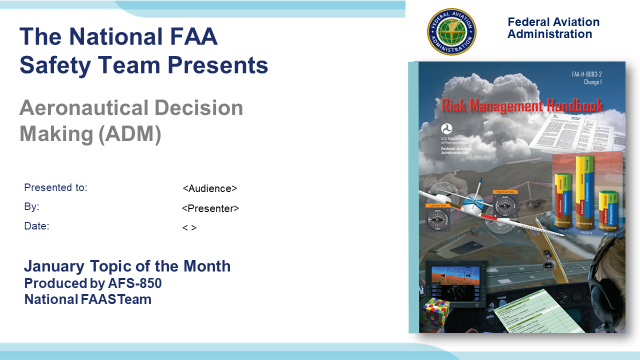 The National FAA
Safety Team Presents
Aeronautical Decision
Making (ADM)
Presented to:
<Audience>
By:
<Presenter>
Date:
< >
January Topic of the Month
Produced by AFS-850
National FAASTeam
FEDERAL AVIATION
ADMINISTRATION
Federal Aviation
Administration
FAA-H-8083-2
Change 1
Risk Management Handbook